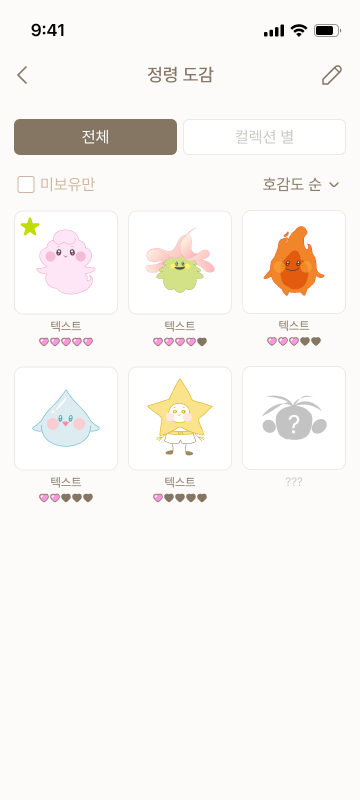 9:41
정령 도감
전체
컬렉션 별
미보유만
호감도 순
텍스트
텍스트
텍스트
텍스트
텍스트
?
???